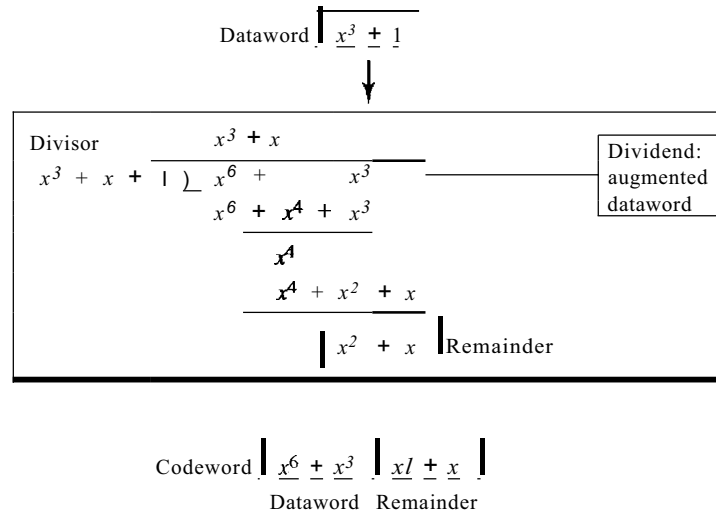 Dataword x³ + 1
x³ + x
Divisor
x³ + x + 1 ) x⁶ + x³
Dividend:
augmented
dataword
x⁶ + x⁴ + x³
x⁴
x⁴ + x² + x
x² + x Remainder
Codeword x⁶ + x³ xl + x
Dataword Remainder